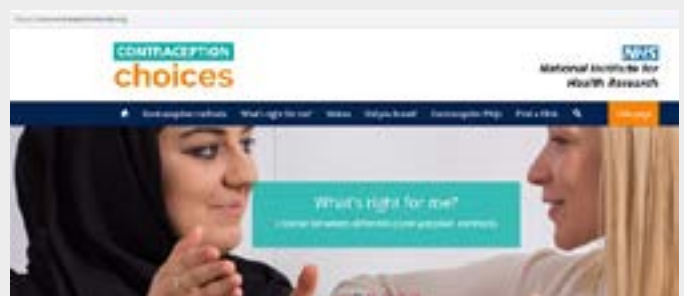 CONTRACEPTION
choices
NHS
National Institute for
Health Research
Contraception methods What's right for me? Videos Did you know? Contraception FAQs Find a clinic
What's right for me?